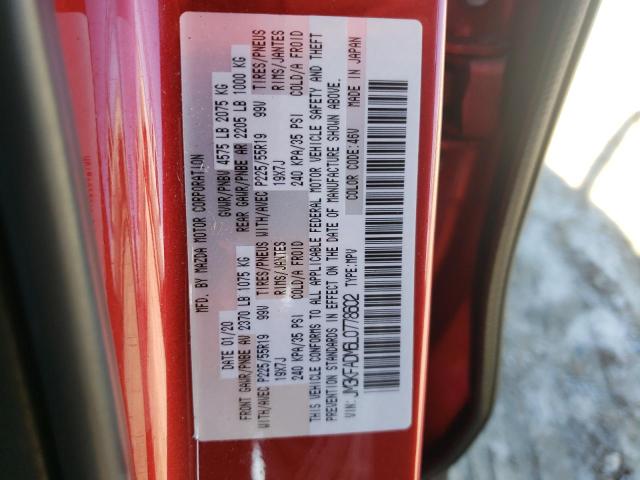 MFD. BY MAZDA MOTOR CORPORATION
DATE 01/20 GVWR/PNBV 4575 LB 2075 KG
FRONT GAWR/PNBE AV 2370 LB 1075 KG REAR GAWR/PNBE AR 2205 LB 1000 KG
WITH/AVEC P225/55R19 99V TIRES/PNEUS WITH/AVEC P225/55R19 99V TIRES/PNEUS
19X7J RIMS/JANTES 19X7J RIMS/JANTES
240 KPA/35 PSI COLD/A FROID 240 KPA/35 PSI COLD/A FROID
THIS VEHICLE CONFORMS TO ALL APPLICABLE FEDERAL MOTOR VEHICLE SAFETY AND THEFT
PREVENTION STANDARDS IN EFFECT ON THE DATE OF MANUFACTURE SHOWN ABOVE.
VIN: JM3KFADM6L0778602 TYPE:MPV COLOR CODE:46V MADE IN JAPAN